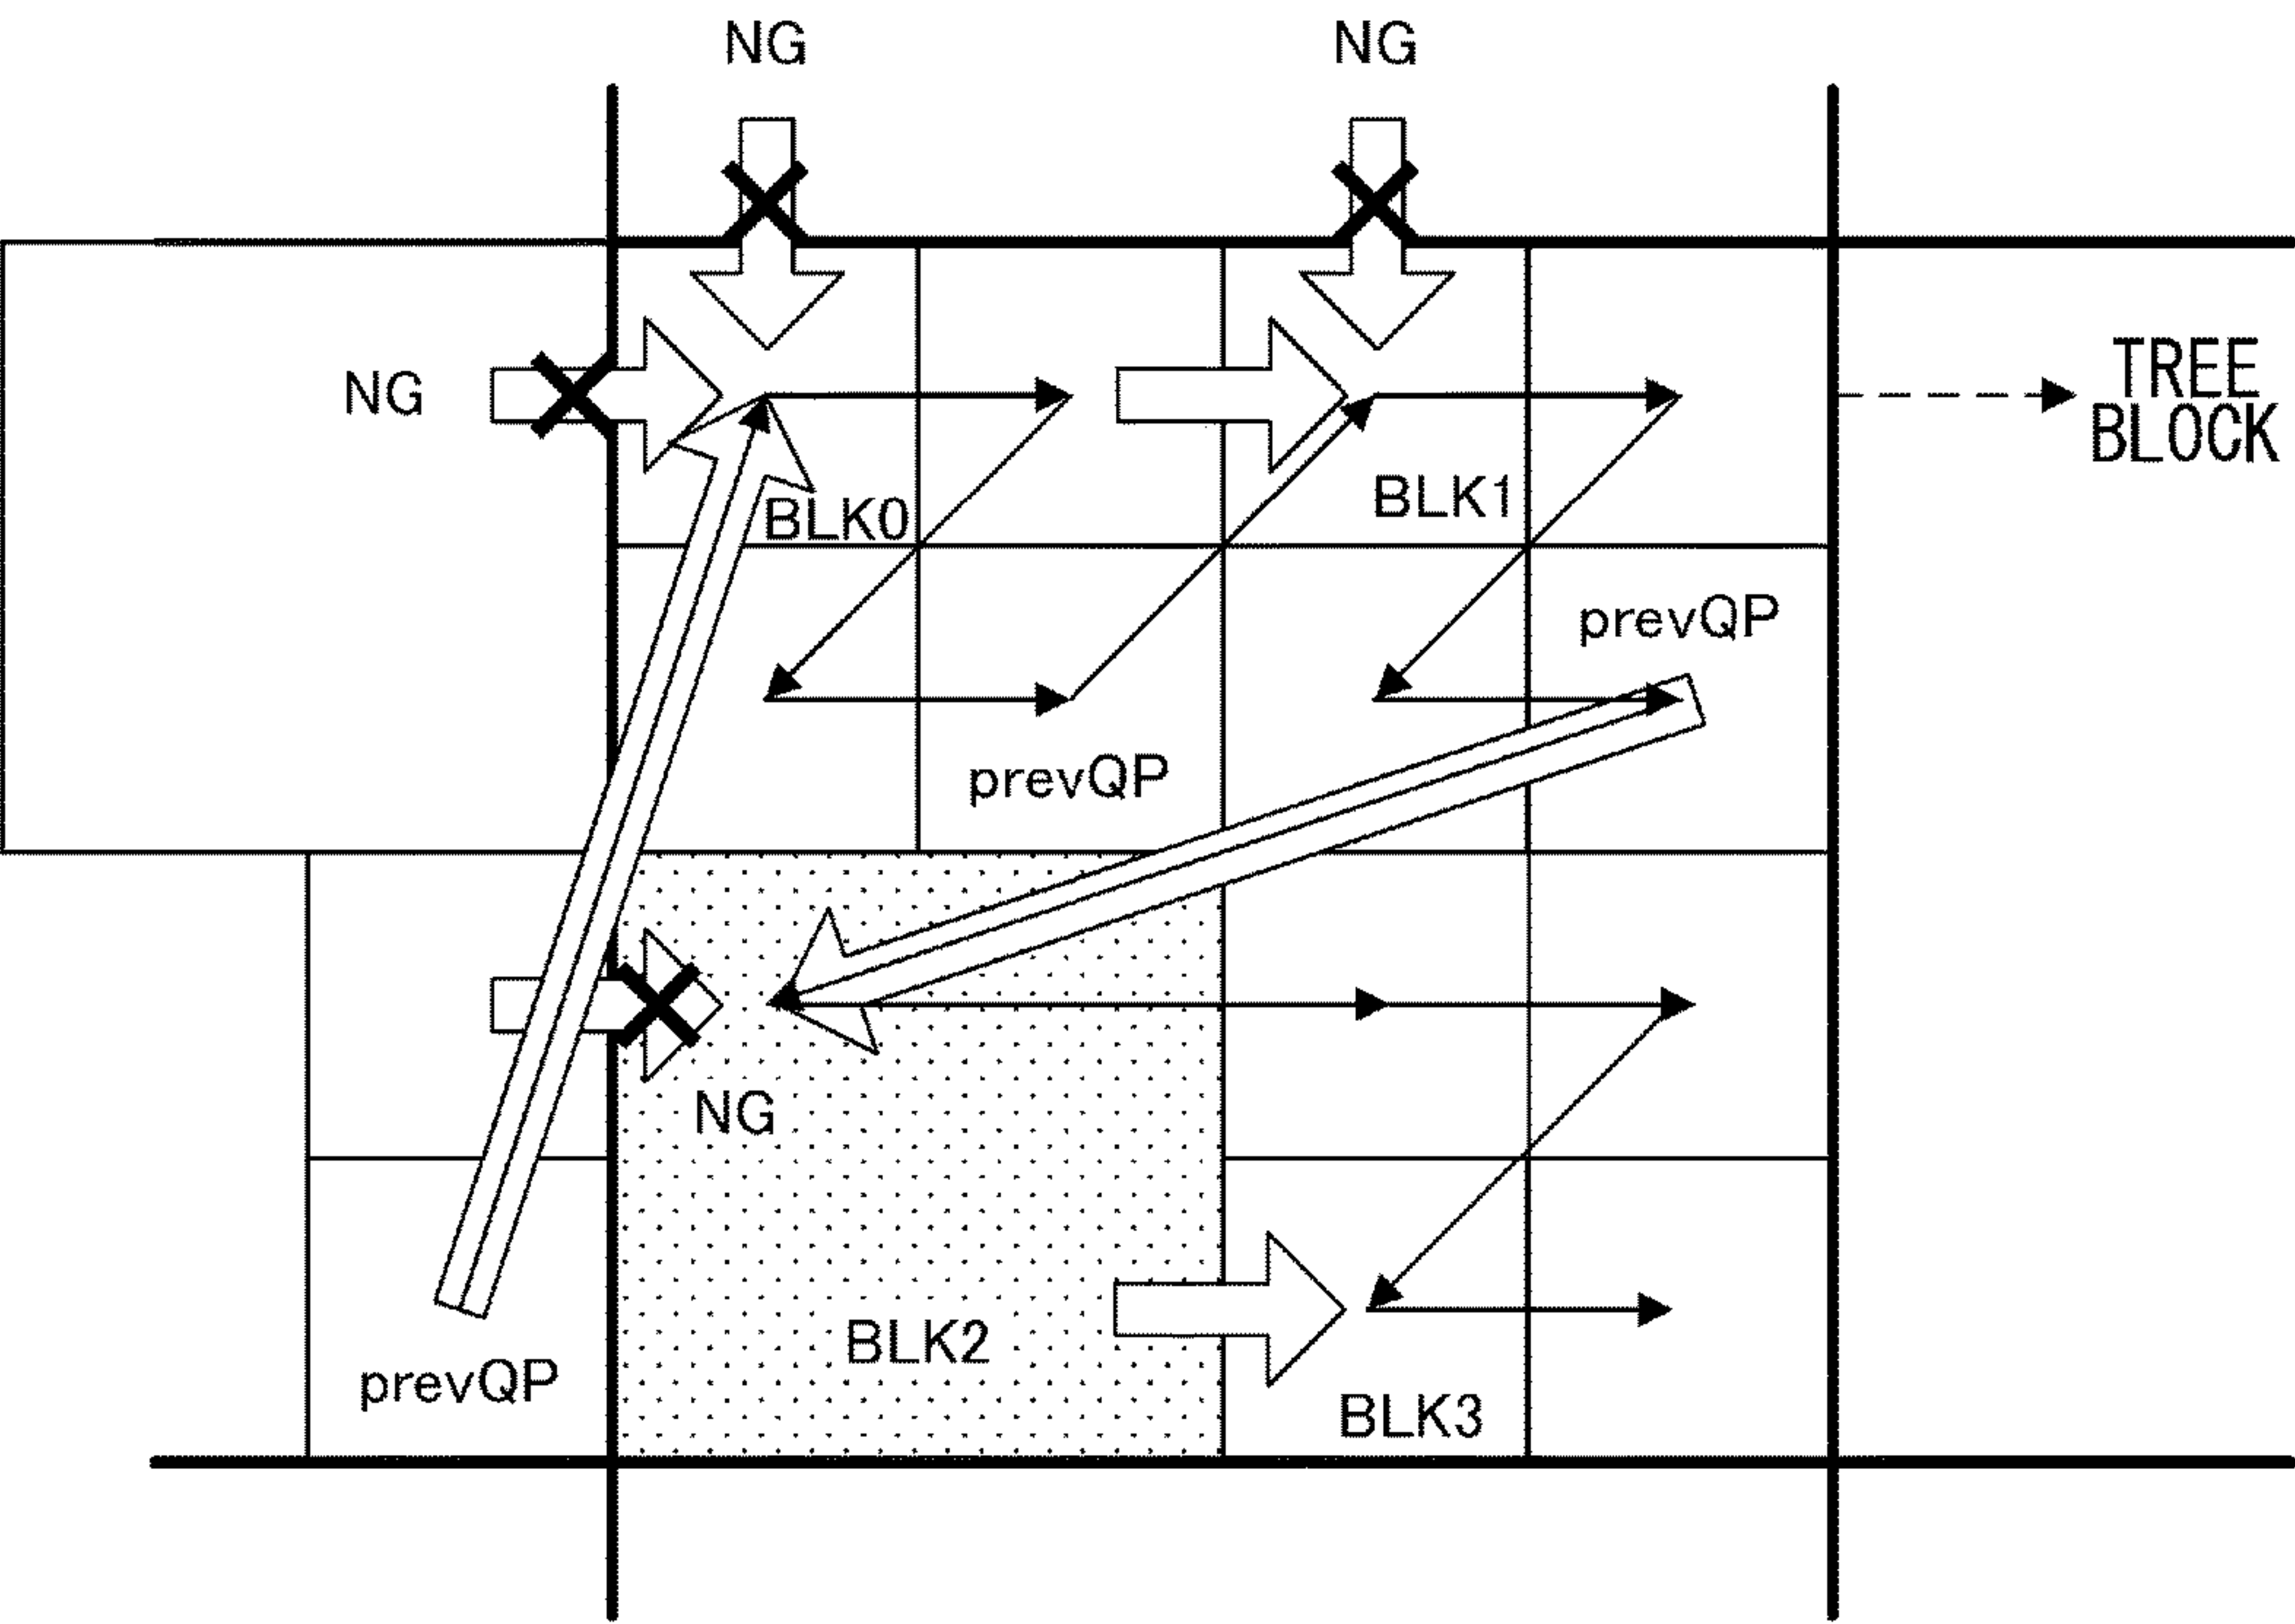 NG
NG
NG
TREE
BLOCK
BLK0
BLK1
prevQP
prevQP
NG
BLK2
prevQP
BLK3